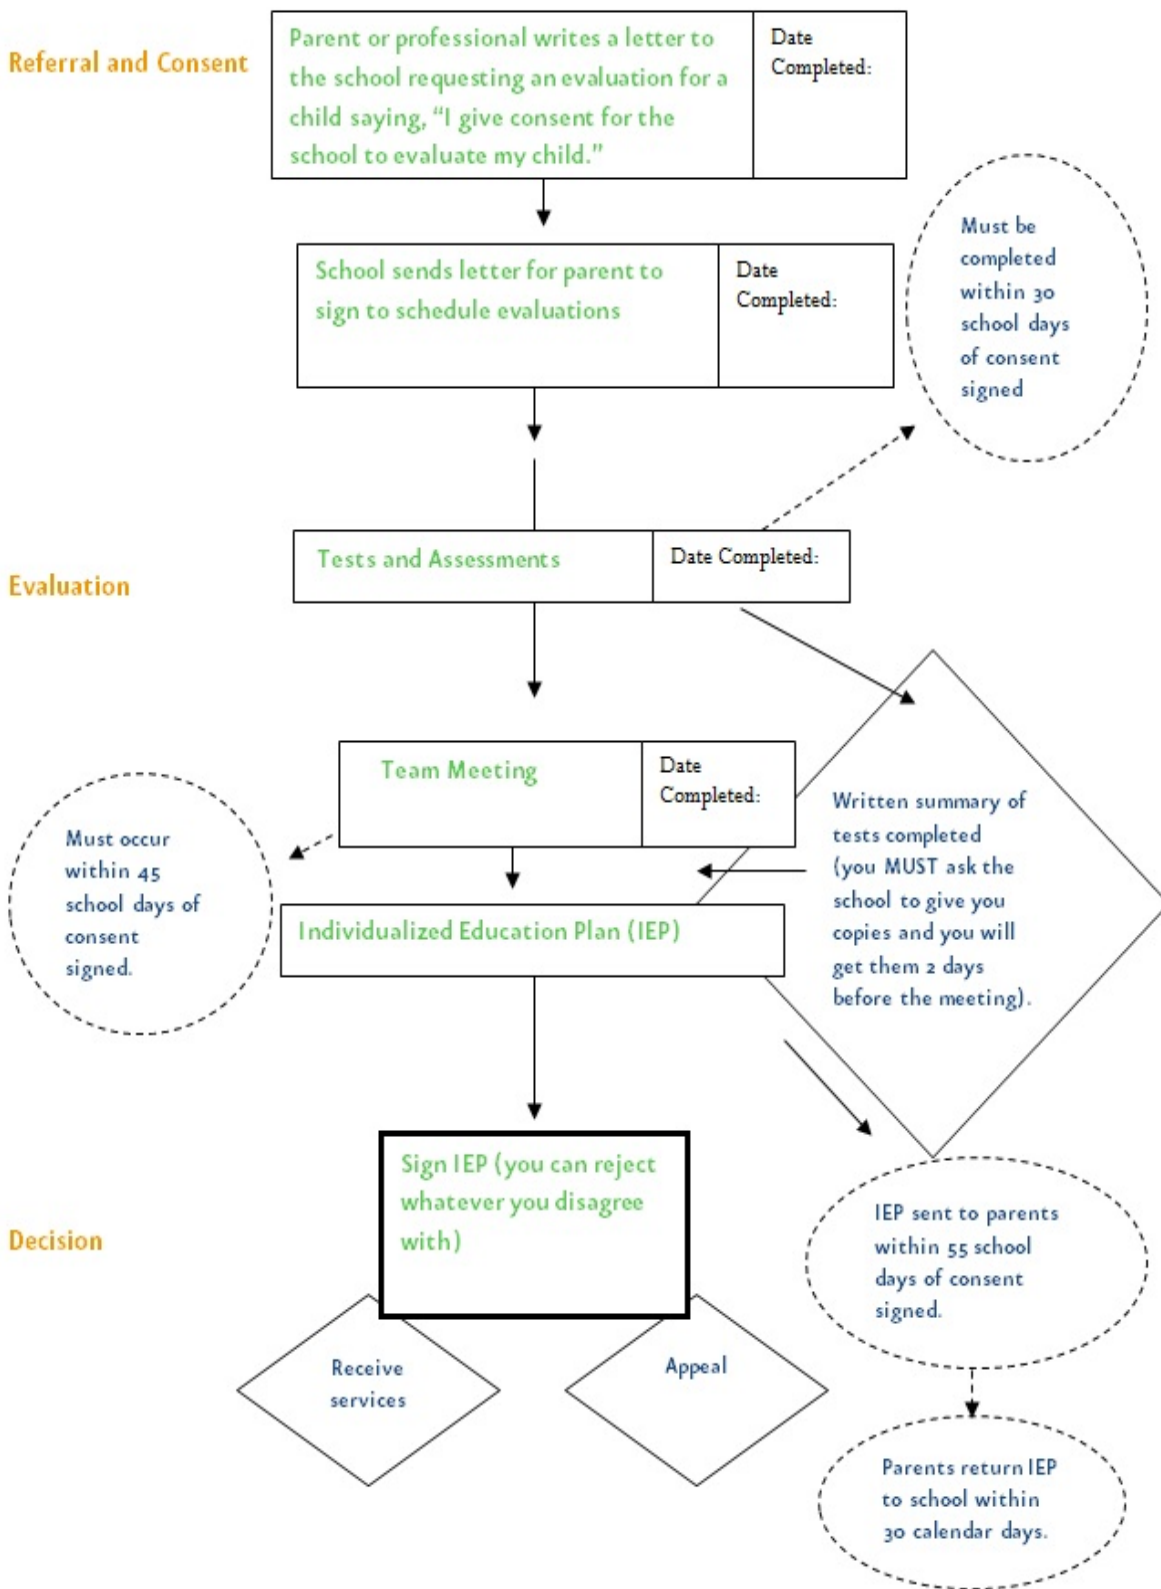 Referral and Consent
Parent or professional writes a letter to
the school requesting an evaluation for a
child saying, “I give consent for the
school to evaluate my child.”
Date
Completed:
School sends letter for parent to
sign to schedule evaluations
Date
Completed:
Must be
completed
within 30
school days
of consent
signed
Evaluation
Tests and Assessments
Date Completed:
Team Meeting
Date
Completed:
Must occur
within 45
school days of
consent
signed.
Written summary of
tests completed
(you MUST ask the
school to give you
copies and you will
get them 2 days
before the meeting).
Individualized Education Plan (IEP)
Decision
Sign IEP (you can reject
whatever you disagree
with)
IEP sent to parents
within 55 school
days of consent
signed.
Receive
services
Appeal
Parents return IEP
to school within
30 calendar days.